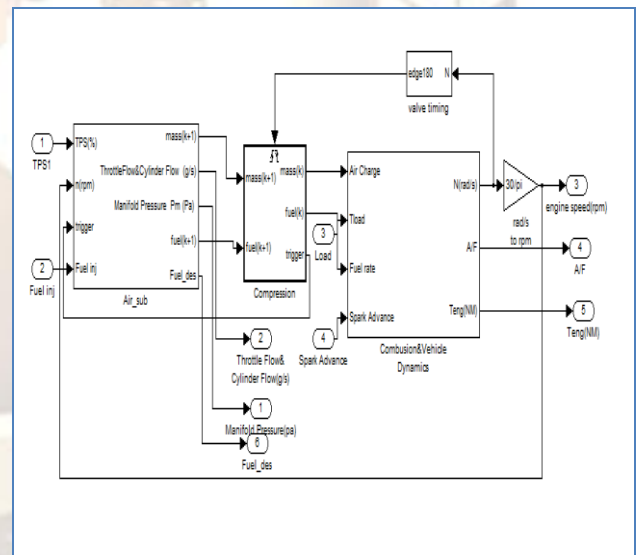 edge180 N
valve timing
1
TPS1
TPS(%)
n(rpm)
trigger
Fuel inj
mass(k+1)
ThrottleFlow&Cylinder Flow (g/s)
Manifold Pressure Pm (Pa)
fuel(k+1)
Fuel_des
Air_sub
2
Fuel inj
mass(k+1)
fuel(k+1)
mass(k)
fuel(k)
trigger
Compression
3
Load
4
Spark Advance
Air Charge
Tload
Fuel rate
Spark Advance
N(rad/s)
A/F
Teng(NM)
Combusion&Vehicle
Dynamics
30/pi
rad/s
to rpm
3
engine speed(rpm)
4
A/F
5
Teng(NM)
2
Throttle Flow&
Cylinder Flow(g/s)
1
Manifold Pressure(pa)
6
Fuel_des